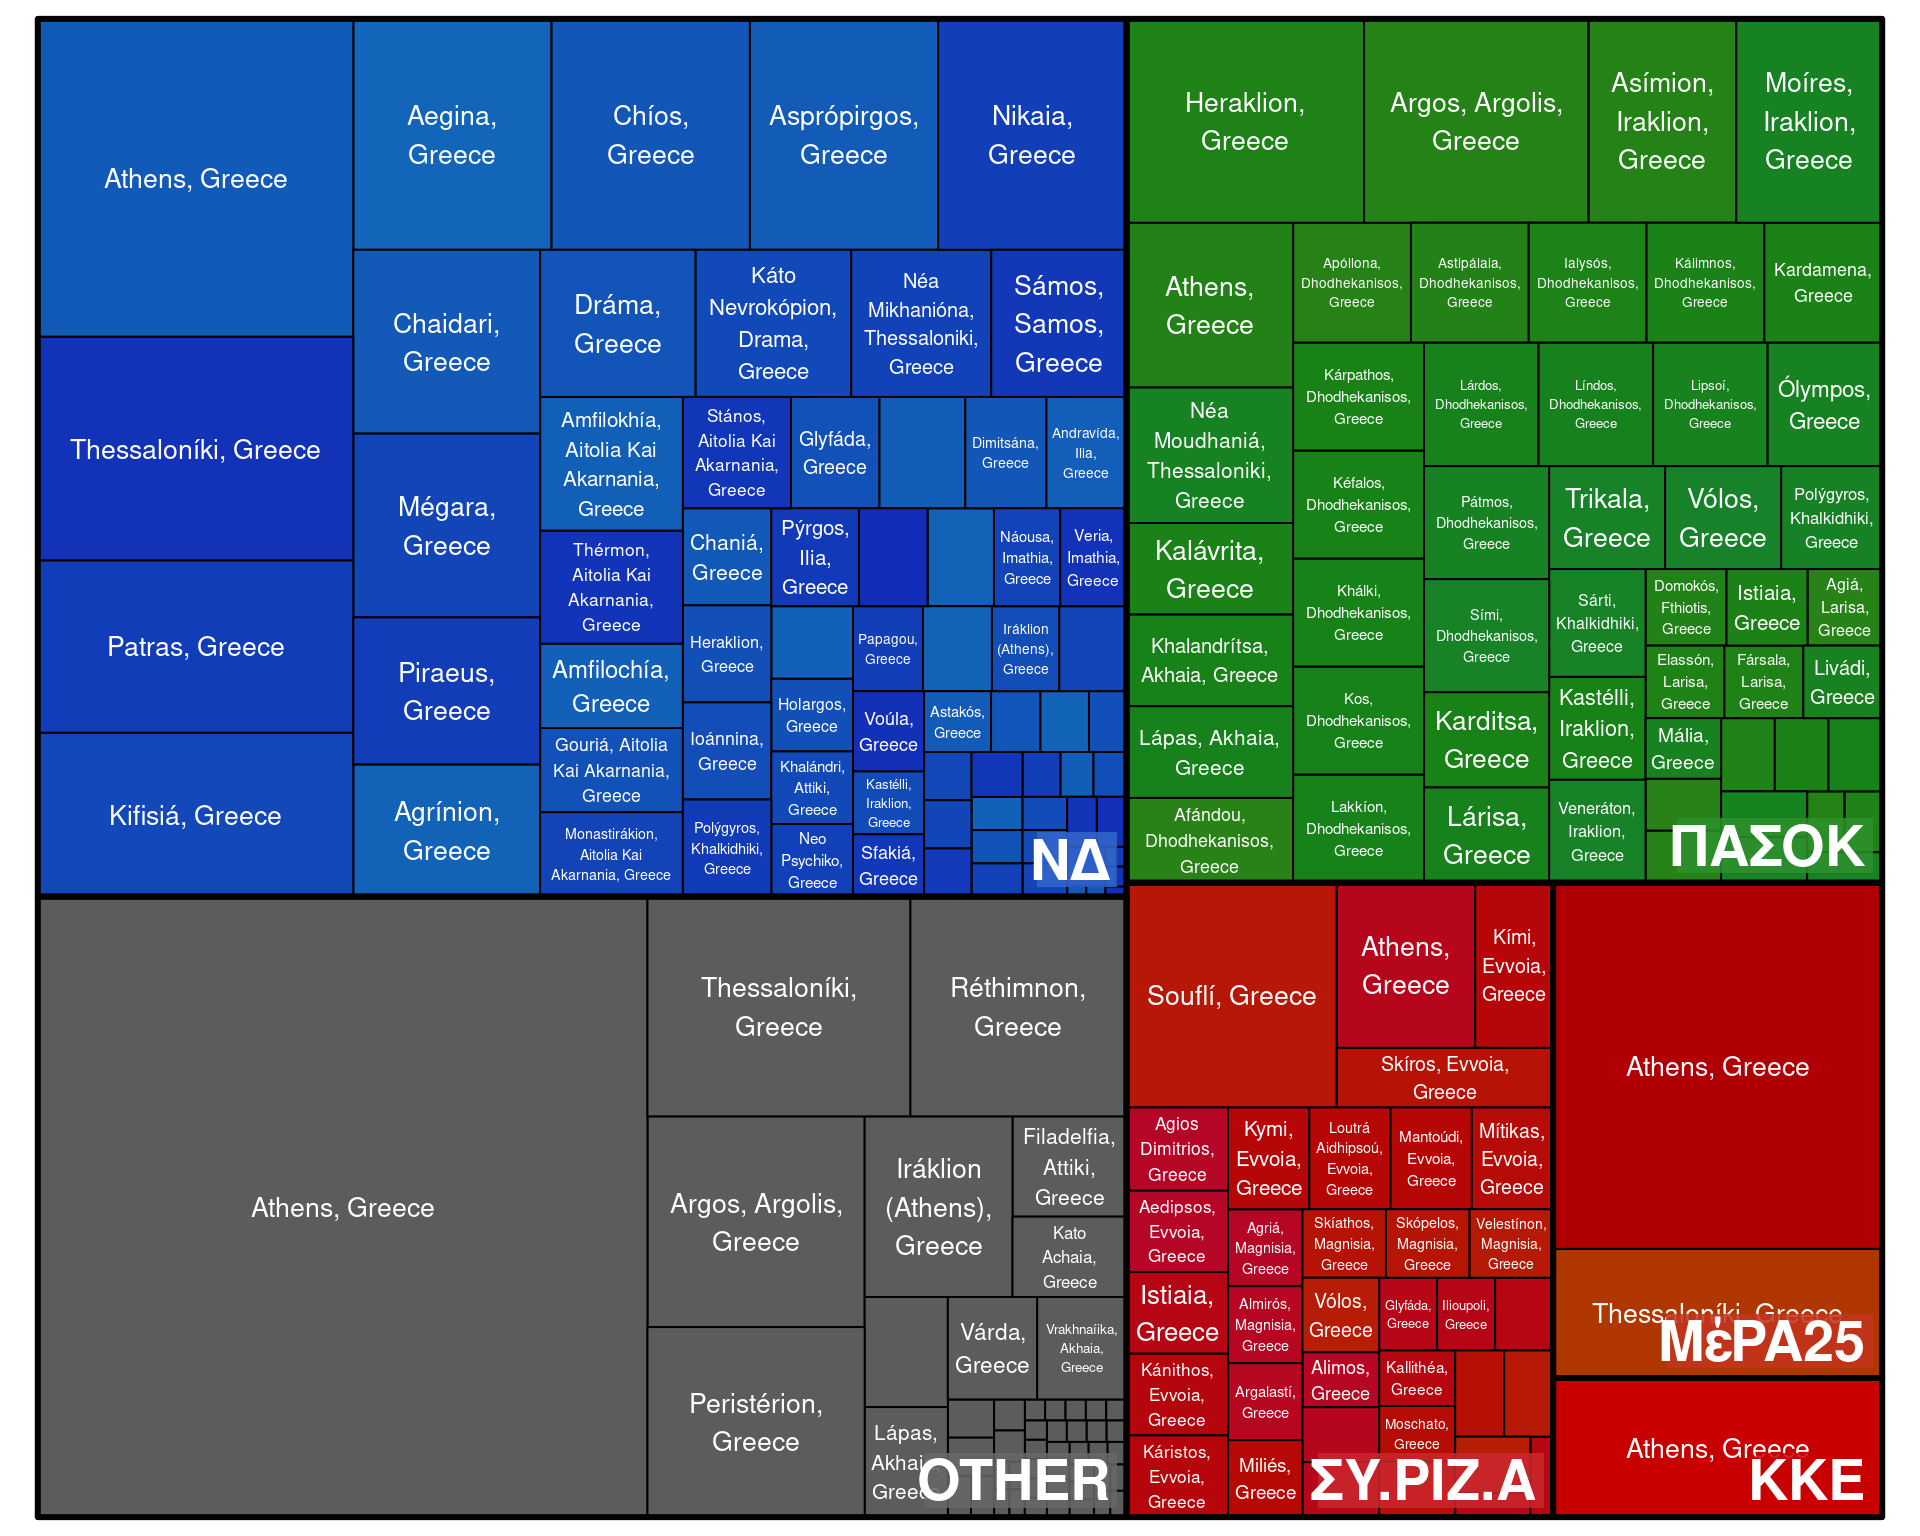 Athens, Greece
Thessaloníki, Greece
Patras, Greece
Kifisiá, Greece
Aegina,
Greece
Chíos,
Greece
Asprópirgos,
Greece
Nikaia,
Greece
Chaidari,
Greece
Mégara,
Greece
Piraeus,
Greece
Agrínion,
Greece
Dráma,
Greece
Káto
Nevrokópion,
Drama,
Greece
Néa
Mikhanióna,
Thessaloniki,
Greece
Sámos,
Samos,
Greece
Amfilokhía,
Aitolia Kai
Akarnania,
Greece
Thérmon,
Aitolia Kai
Akarnania,
Greece
Amfilochía,
Greece
Gouriá, Aitolia
Kai Akarnania,
Greece
Monastirákion,
Aitolia Kai
Akarnania, Greece
Stános,
Aitolia Kai
Akarnania,
Greece
Glyfáda,
Greece
Dimitsána,
Greece
Andravída,
Ilia,
Greece
Chaniá,
Greece
Heraklion,
Greece
Ioánnina,
Greece
Polýgyros,
Khalkidhiki,
Greece
Pýrgos,
Ilia,
Greece
Náousa,
Imathia,
Greece
Veria,
Imathia,
Greece
Holargos,
Greece
Khalándri,
Attiki,
Greece
Neo
Psychiko,
Greece
Papagou,
Greece
Iráklion
(Athens),
Greece
Voúla,
Greece
Kastélli,
Iraklion,
Greece
Sfakiá,
Greece
Astakós,
Greece
ΝΔ
Heraklion,
Greece
Argos, Argolis,
Greece
Asímion,
Iraklion,
Greece
Moíres,
Iraklion,
Greece
Athens,
Greece
Néa
Moudhaniá,
Thessaloniki,
Greece
Kalávrita,
Greece
Khalandrítsa,
Akhaia, Greece
Lápas, Akhaia,
Greece
Afándou,
Dhodhekanisos,
Greece
Apóllona,
Dhodhekanisos,
Greece
Astipálaia,
Dhodhekanisos,
Greece
Ialysós,
Dhodhekanisos,
Greece
Kálimnos,
Dhodhekanisos,
Greece
Kardamena,
Greece
Kárpathos,
Dhodhekanisos,
Greece
Kéfalos,
Dhodhekanisos,
Greece
Khálki,
Dhodhekanisos,
Greece
Kos,
Dhodhekanisos,
Greece
Lakkíon,
Dhodhekanisos,
Greece
Lárdos,
Dhodhekanisos,
Greece
Líndos,
Dhodhekanisos,
Greece
Lipsoí,
Dhodhekanisos,
Greece
Ólympos,
Greece
Pátmos,
Dhodhekanisos,
Greece
Sími,
Dhodhekanisos,
Greece
Karditsa,
Greece
Lárisa,
Greece
Trikala,
Greece
Vólos,
Greece
Polýgyros,
Khalkidhiki,
Greece
Sárti,
Khalkidhiki,
Greece
Kastélli,
Iraklion,
Greece
Veneráton,
Iraklion,
Greece
Domokós,
Fthiotis,
Greece
Istiaia,
Greece
Agiá,
Larisa,
Greece
Elassón,
Larisa,
Greece
Fársala,
Larisa,
Greece
Livádi,
Greece
Mália,
Greece
ΠΑΣΟΚ
Athens, Greece
Thessaloníki,
Greece
Réthimnon,
Greece
Argos, Argolis,
Greece
Peristérion,
Greece
Iráklion
(Athens),
Greece
Filadelfia,
Attiki,
Greece
Kato
Achaia,
Greece
Várda,
Greece
Vrakhnaíika,
Akhaia,
Greece
Lápas,
Akhaia,
Greece
OTHER
Souflí, Greece
Athens,
Greece
Kími,
Evvoia,
Greece
Skíros, Evvoia,
Greece
Agios
Dimitrios,
Greece
Aedipsos,
Evvoia,
Greece
Istiaia,
Greece
Kánithos,
Evvoia,
Greece
Káristos,
Evvoia,
Greece
Kymi,
Evvoia,
Greece
Loutrá
Aidhipsoú,
Evvoia,
Greece
Mantoúdi,
Evvoia,
Greece
Mítikas,
Evvoia,
Greece
Agriá,
Magnisia,
Greece
Almirós,
Magnisia,
Greece
Argalastí,
Greece
Miliés,
Greece
Skíathos,
Magnisia,
Greece
Skópelos,
Magnisia,
Greece
Velestínon,
Magnisia,
Greece
Vólos,
Greece
Alimos,
Greece
Glyfáda,
Greece
Ilioupoli,
Greece
Kallithéa,
Greece
Moschato,
Greece
ΣΥ.ΡΙΖ.Α
Athens, Greece
Thessaloníki, Greece
ΜέΡΑ25
Athens, Greece
ΚΚΕ